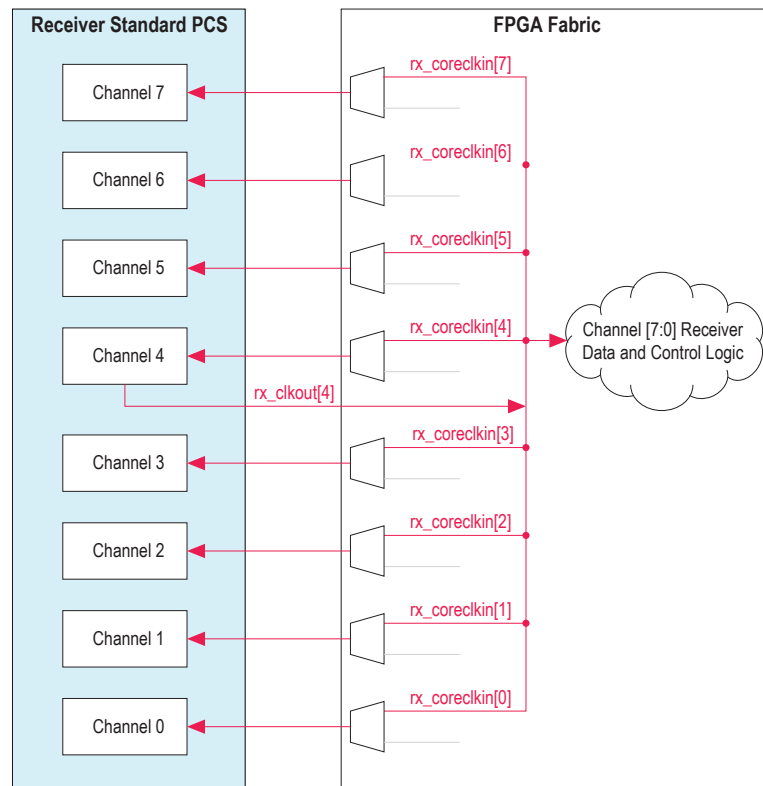 Receiver Standard PCS
FPGA Fabric
rx_coreclkin[7]
Channel 7
rx_coreclkin[6]
Channel 6
rx_coreclkin[5]
Channel 5
rx_coreclkin[4]
Channel 4
Channel [7:0] Receiver
Data and Control Logic
rx_clkout[4]
rx_coreclkin[3]
Channel 3
rx_coreclkin[2]
Channel 2
rx_coreclkin[1]
Channel 1
rx_coreclkin[0]
Channel 0